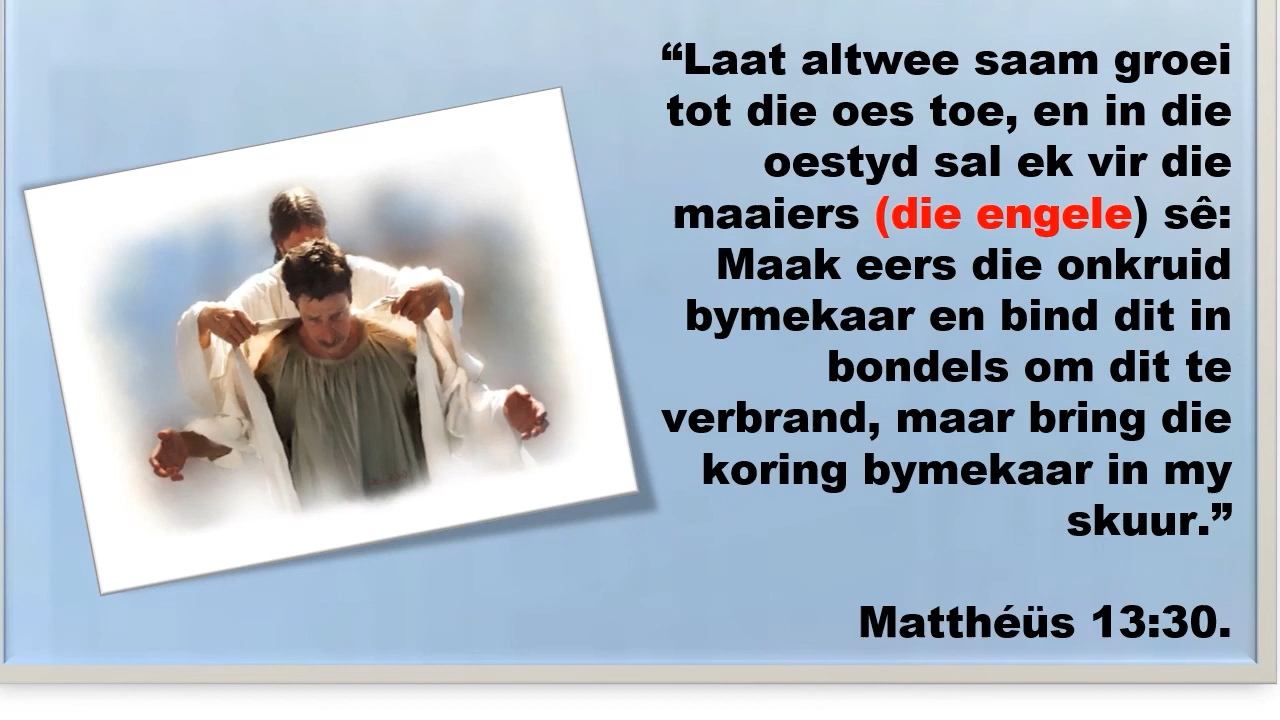 “Laat altwee saam groei
tot die oes toe, en in die
oestyd sal ek vir die
maaiers (die engele) sê:
Maak eers die onkruid
bymekaar en bind dit in
bondels om dit te
verbrand, maar bring die
koring bymekaar in my
skuur.”
Matthéüs 13:30.